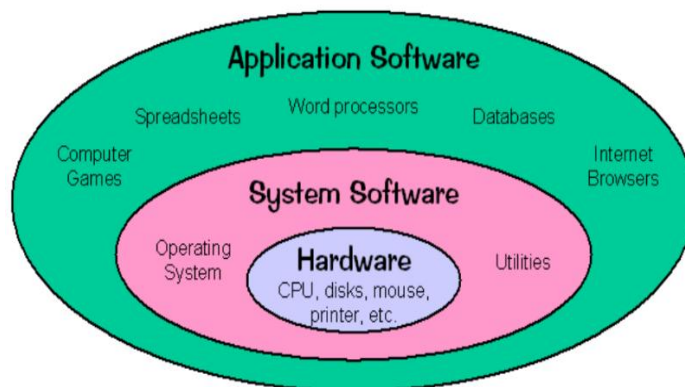 Application Software
Spreadsheets
Word processors
Databases
Computer
Games
Internet
Browsers
System Software
Operating
System
Utilities
Hardware
CPU, disks, mouse,
printer, etc.